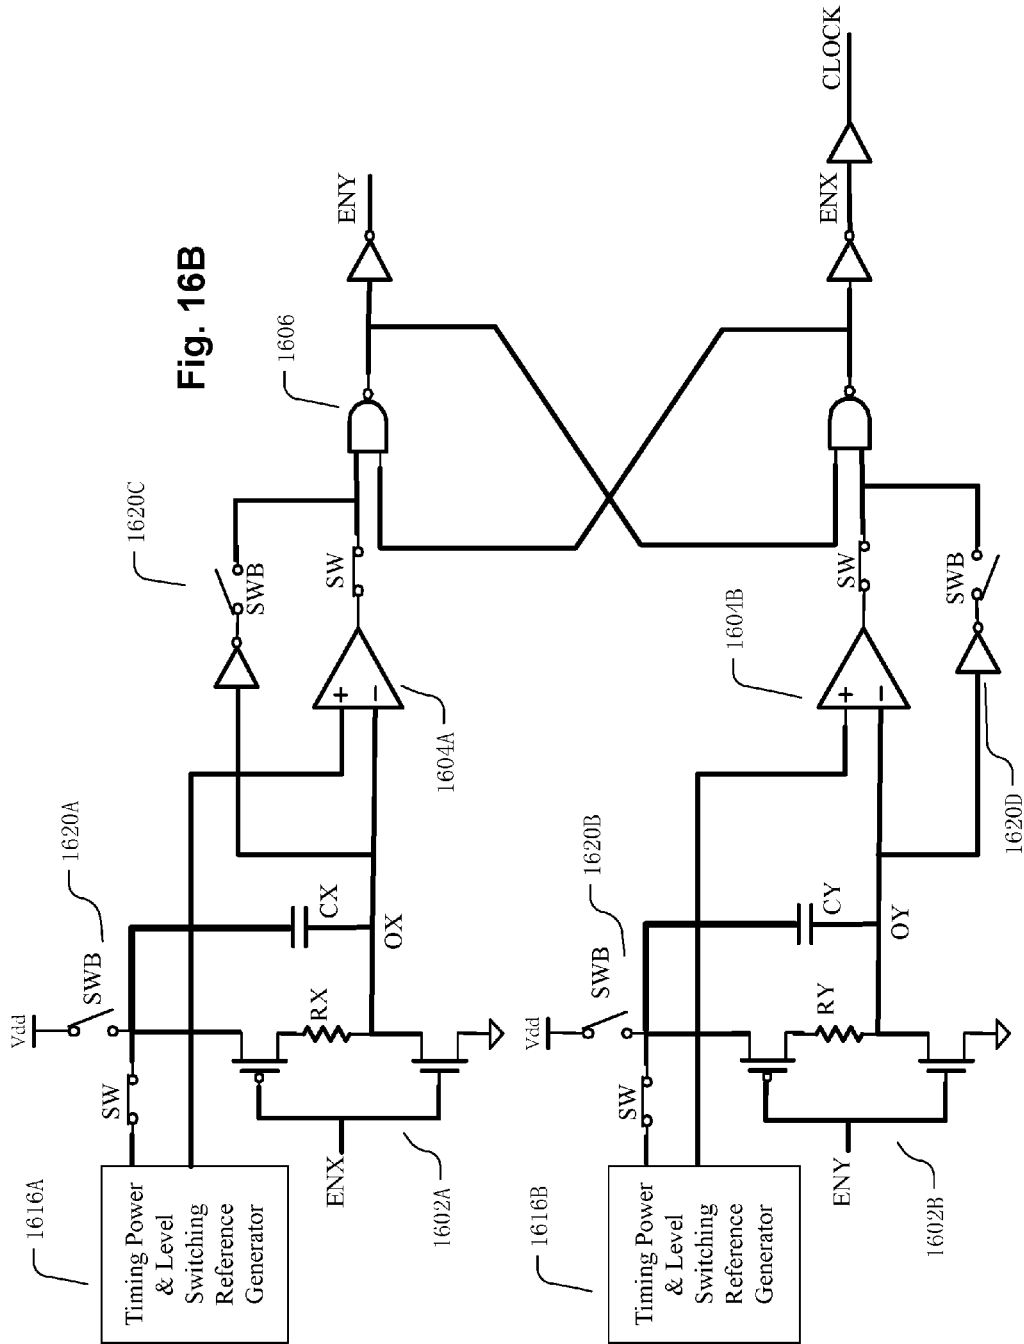 Fig. 16B
1616A
Timing Power
& Level
Switching
Reference
Generator
SW
Vdd
SWB
1620A
ENX
1602A
RX
CX
OX
1620C
SWB
+
−
1604A
SW
1606
ENY
1616B
Timing Power
& Level
Switching
Reference
Generator
SW
Vdd
SWB
1620B
ENY
1602B
RY
CY
OY
1604B
+
−
SW
SWB
1620D
ENX
CLOCK